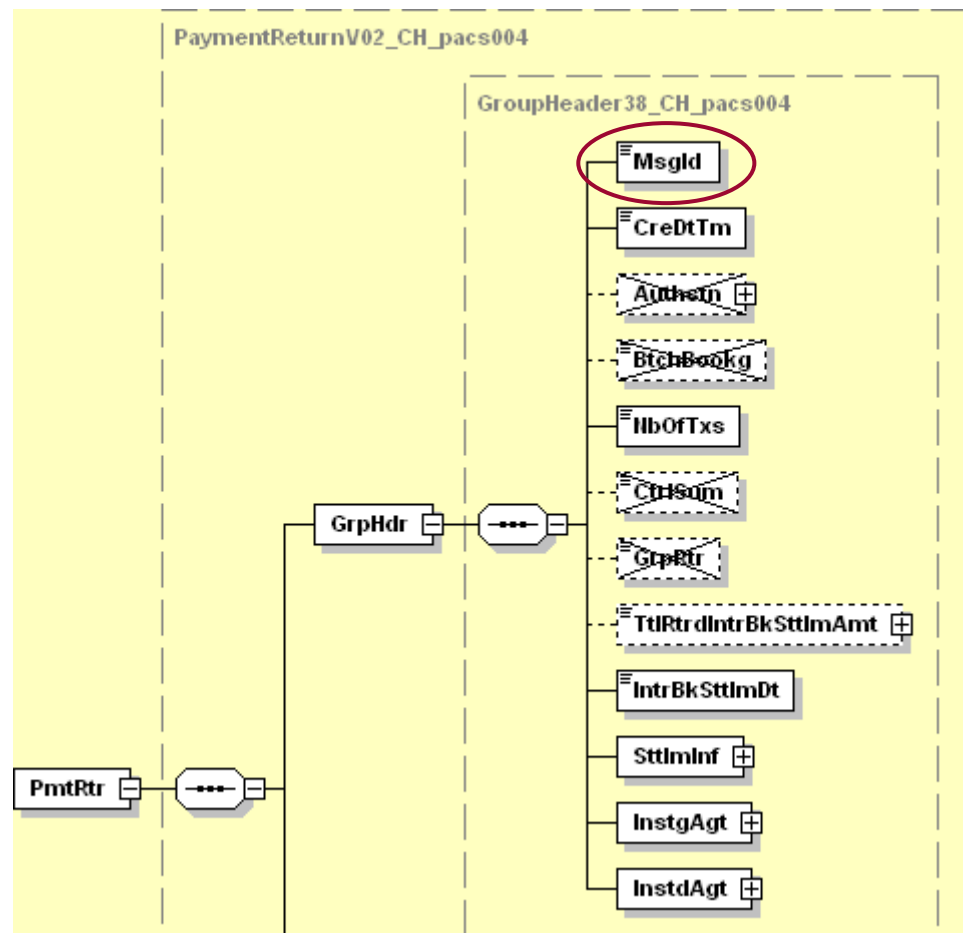 PaymentReturnV02_CH_pacs004
GroupHeader38_CH_pacs004
MsgId
CreDtTm
Authstn
BtchBookg
NbOfTxs
CtrlSum
GrpHdr
GrpRtr
TtlRtrdIntrBkSttlmAmt
IntrBkSttlmDt
SttlmInf
PmtRtr
InstgAgt
InstdAgt